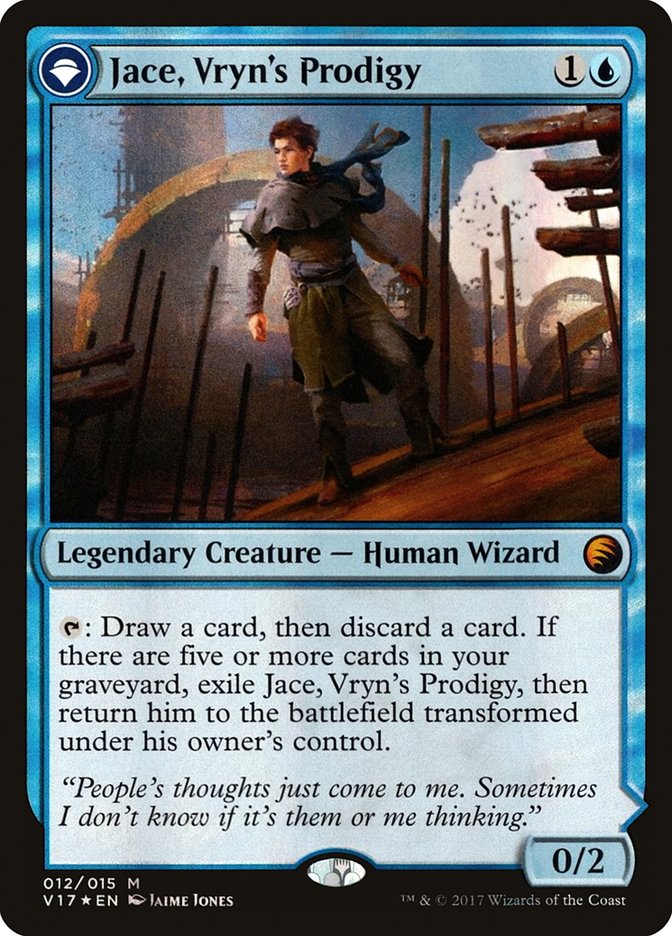 Jace, Vryn's Prodigy 1
Legendary Creature — Human Wizard
: Draw a card, then discard a card. If
there are five or more cards in your
graveyard, exile Jace, Vryn's Prodigy, then
return him to the battlefield transformed
under his owner's control.
“People's thoughts just come to me. Sometimes
I don't know if it's them or me thinking.”
0/2
012/015 M
V17★EN Jaime Jones
™ & © 2017 Wizards of the Coast